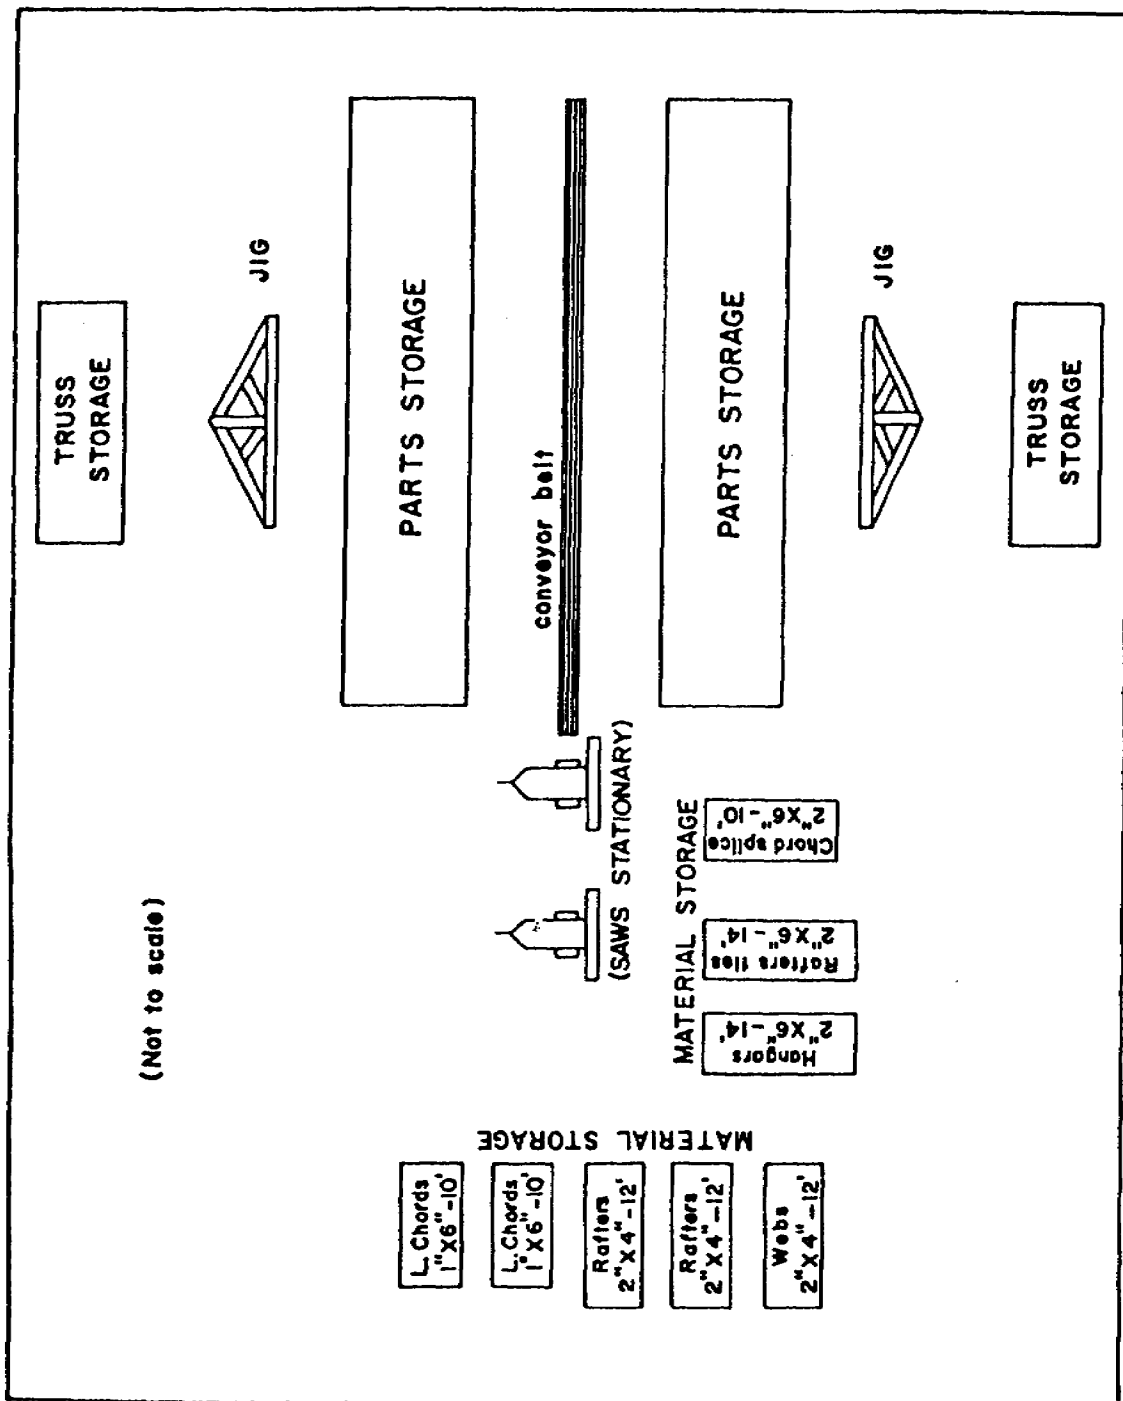 TRUSS
STORAGE
JIG
PARTS STORAGE
conveyor belt
PARTS STORAGE
JIG
TRUSS
STORAGE
(SAWS STATIONARY)
(Not to scale)
MATERIAL STORAGE
Chord splice
2"X6"-10'
Rafters ties
2"X6"-14'
Hangars
2"X6"-14'
MATERIAL STORAGE
L. Chords
1"X6"-10'
L. Chords
1"X6"-10'
Rafters
2"X4"-12'
Rafters
2"X4"-12'
Webs
2"X4"-12'